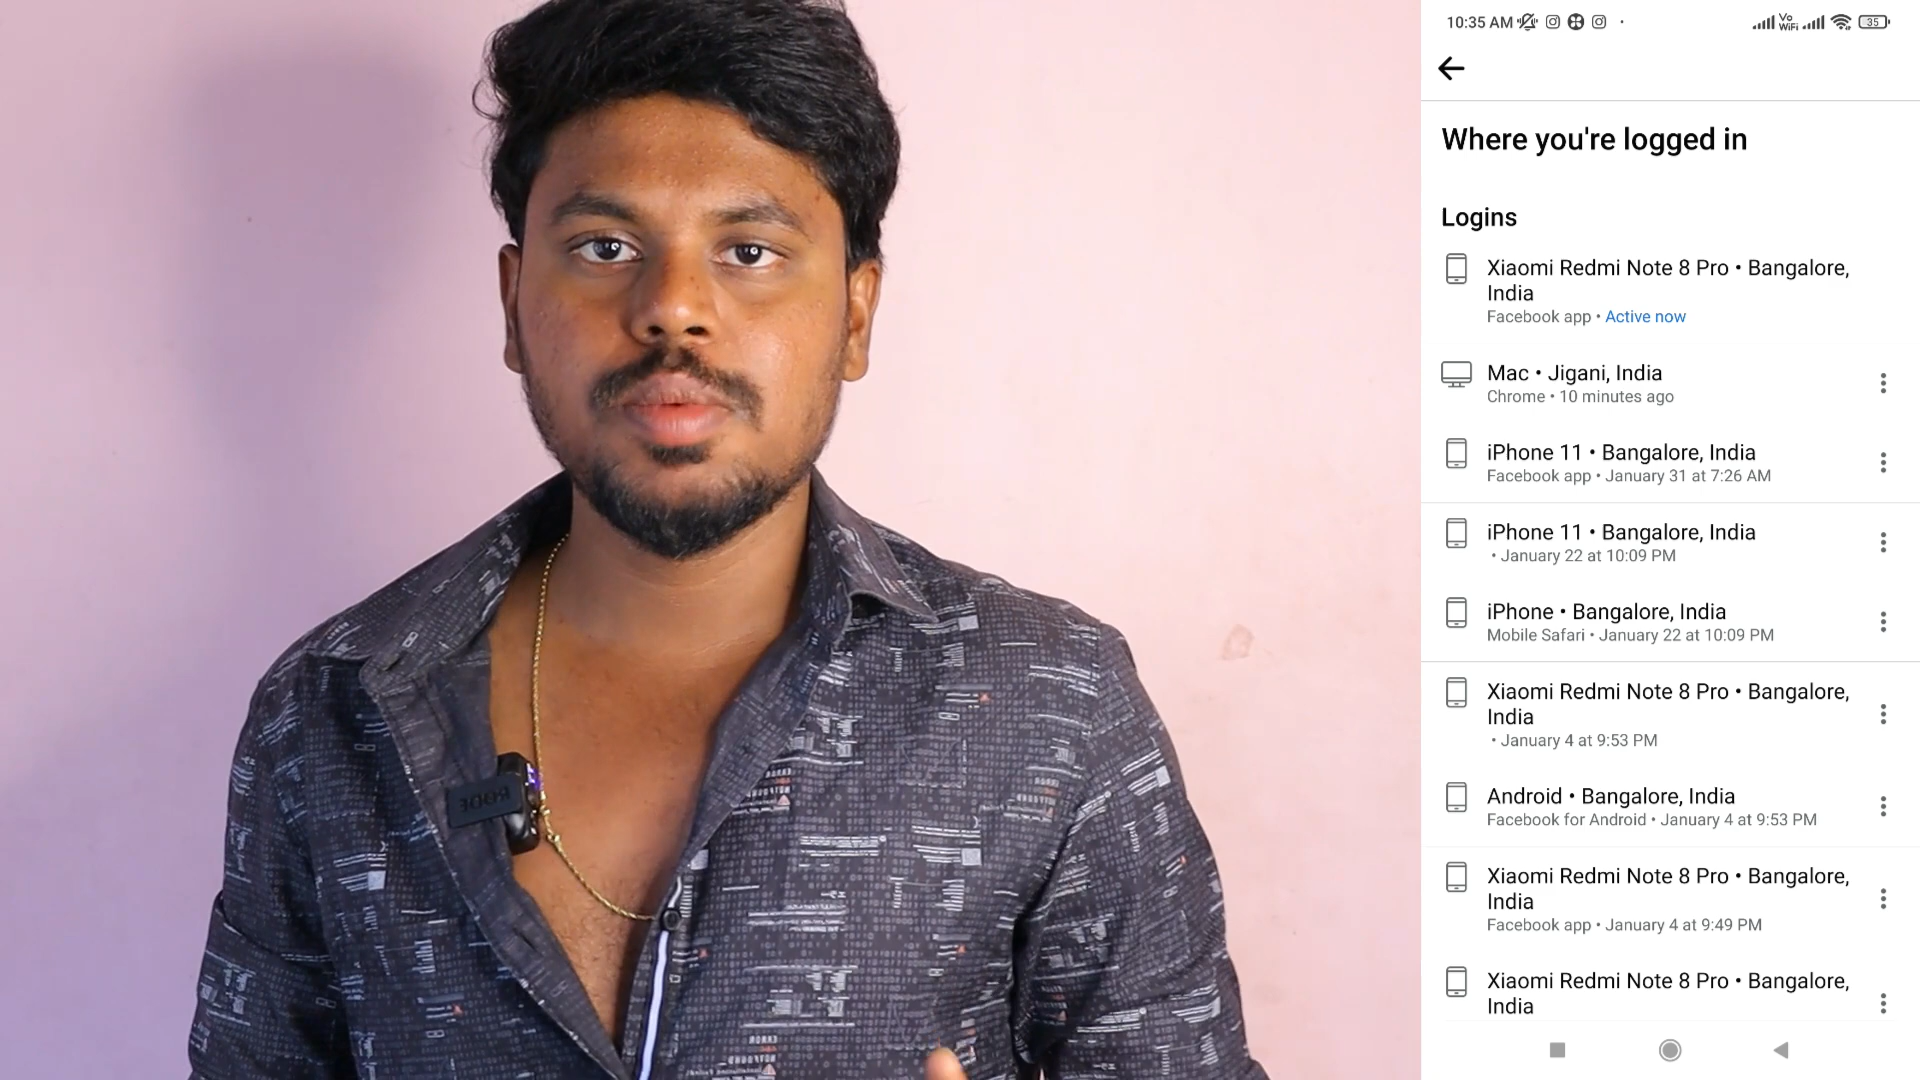 10:35 AM
Vo
WiFi
35
Where you're logged in
Logins
Xiaomi Redmi Note 8 Pro • Bangalore,
India
Facebook app • Active now
Mac • Jigani, India
Chrome • 10 minutes ago
iPhone 11 • Bangalore, India
Facebook app • January 31 at 7:26 AM
iPhone 11 • Bangalore, India
• January 22 at 10:09 PM
iPhone • Bangalore, India
Mobile Safari • January 22 at 10:09 PM
Xiaomi Redmi Note 8 Pro • Bangalore,
India
• January 4 at 9:53 PM
Android • Bangalore, India
Facebook for Android • January 4 at 9:53 PM
Xiaomi Redmi Note 8 Pro • Bangalore,
India
Facebook app • January 4 at 9:49 PM
Xiaomi Redmi Note 8 Pro • Bangalore,
India
RODE